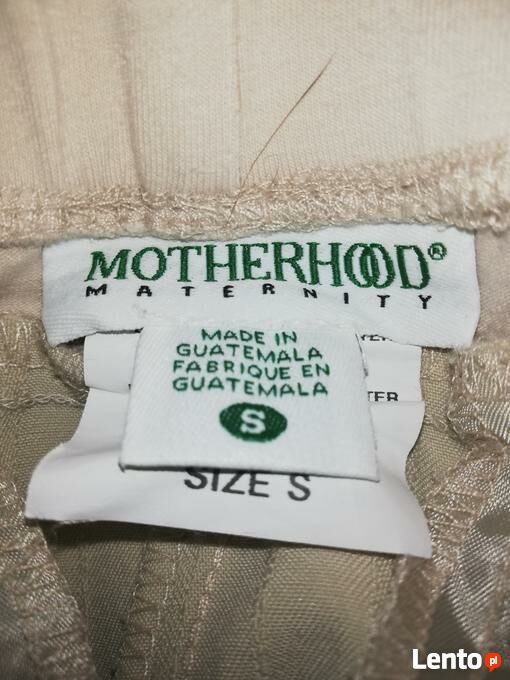 MOTHERHOOD®
MATERNITY
MADE IN
GUATEMALA
FABRIQUE EN
GUATEMALA
S
SIZE S
Lento pl